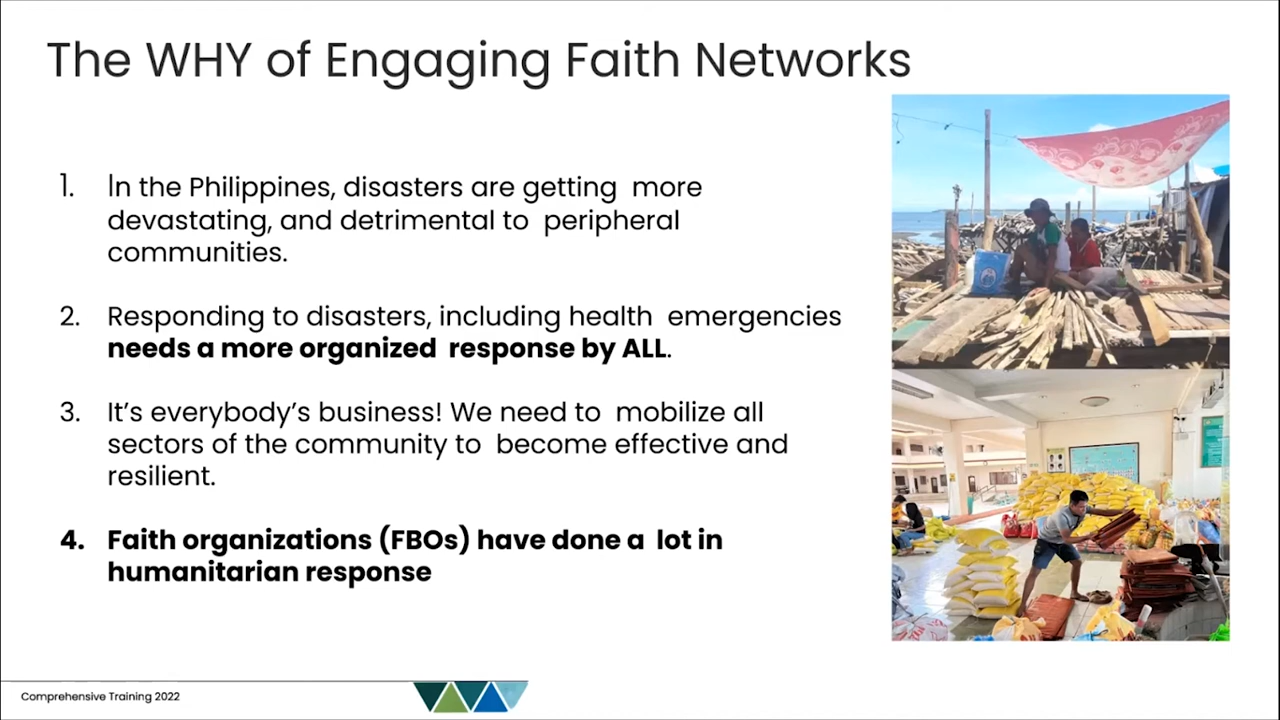 The WHY of Engaging Faith Networks
1. In the Philippines, disasters are getting more
devastating, and detrimental to peripheral
communities.
2. Responding to disasters, including health emergencies
needs a more organized response by ALL.
3. It’s everybody’s business! We need to mobilize all
sectors of the community to become effective and
resilient.
4. Faith organizations (FBOs) have done a lot in
humanitarian response
Comprehensive Training 2022